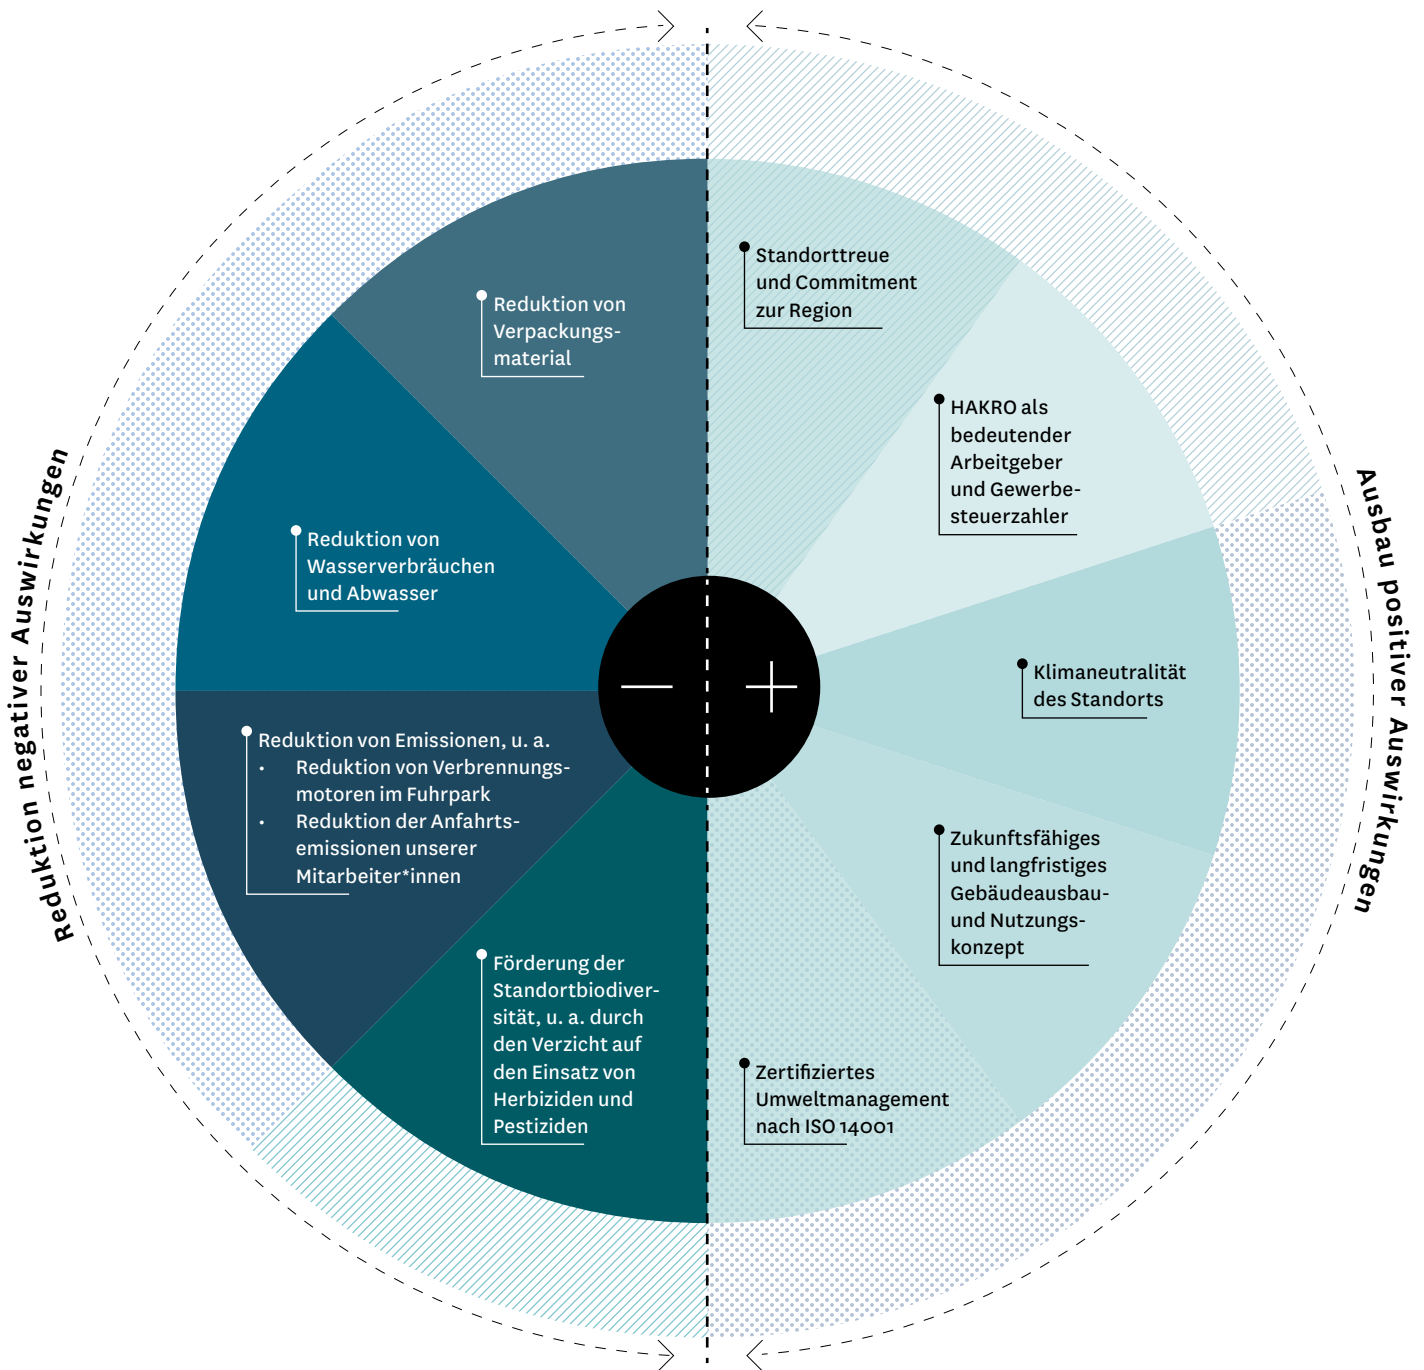 Reduktion negativer Auswirkungen
Reduktion von
Verpackungs-
material
Reduktion von
Wasserverbräuchen
und Abwasser
Reduktion von Emissionen, u. a.
• Reduktion von Verbrennungs-
motoren im Fuhrpark
• Reduktion der Anfahrts-
emissionen unserer
Mitarbeiter*innen
Förderung der
Standortbiodiver-
sität, u. a. durch
den Verzicht auf
den Einsatz von
Herbiziden und
Pestiziden
Standorttreue
und Commitment
zur Region
HAKRO als
bedeutender
Arbeitgeber
und Gewerbe-
steuerzahler
Klimaneutralität
des Standorts
Zukunftsfähiges
und langfristiges
Gebäudeausbau-
und Nutzungs-
konzept
Zertifiziertes
Umweltmanagement
nach ISO 14001
Ausbau positiver Auswirkungen